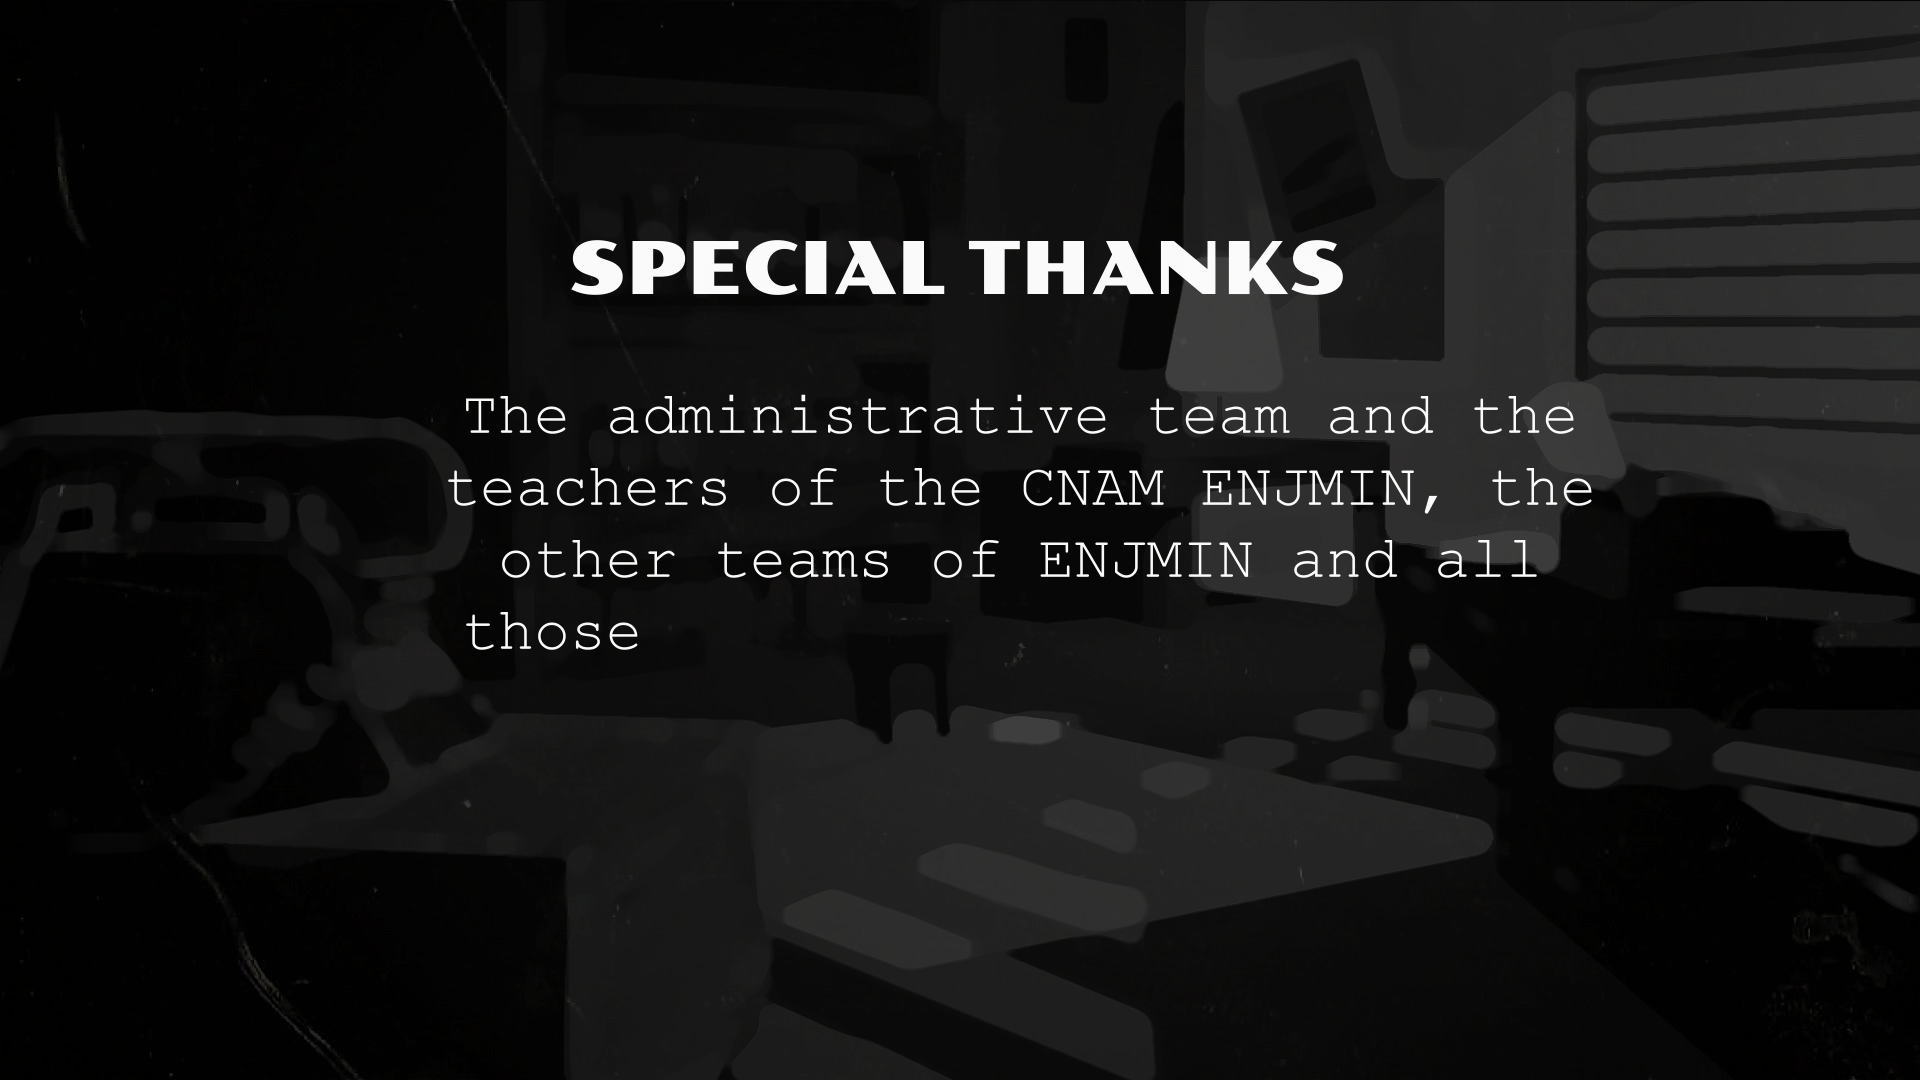 SPECIAL THANKS
The administrative team and the
teachers of the CNAM ENJMIN, the
other teams of ENJMIN and all
those